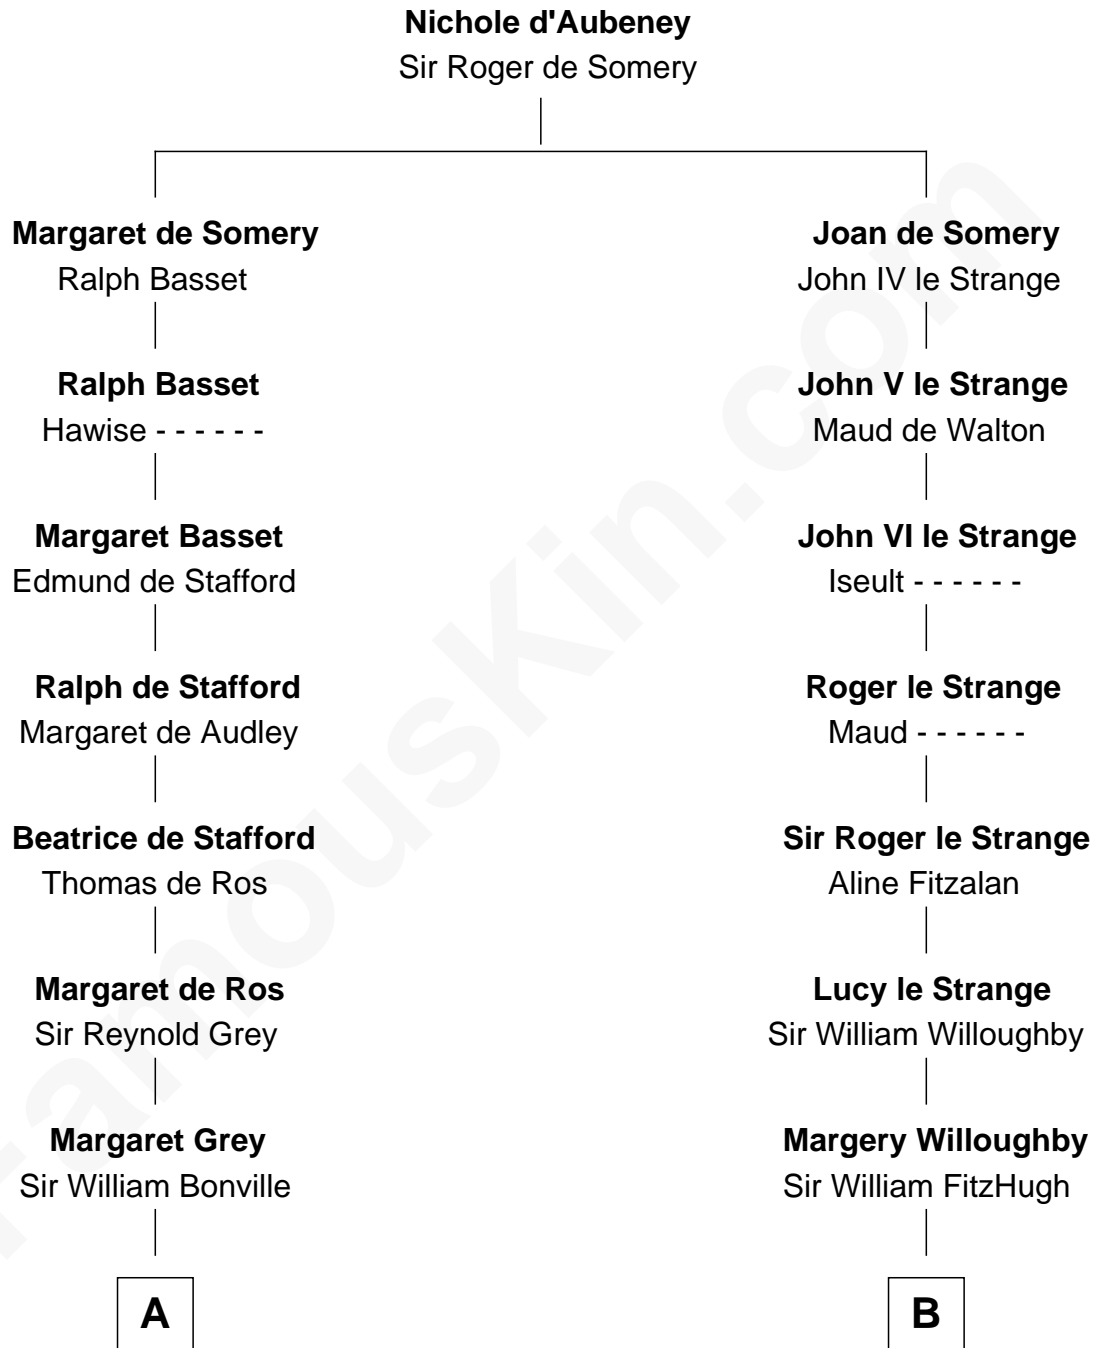 Nichole d'Aubeney
Sir Roger de Somery
Margaret de Somery
Ralph Basset
Joan de Somery
John IV le Strange
Ralph Basset
Hawise - - - - - -
John V le Strange
Maud de Walton
Margaret Basset
Edmund de Stafford
John VI le Strange
Iseult - - - - - -
Ralph de Stafford
Margaret de Audley
Roger le Strange
Maud - - - - - -
Beatrice de Stafford
Thomas de Ros
Sir Roger le Strange
Aline Fitzalan
Margaret de Ros
Sir Reynold Grey
Lucy le Strange
Sir William Willoughby
Margaret Grey
Sir William Bonville
Margery Willoughby
Sir William FitzHugh
A
B
FamousKin.com